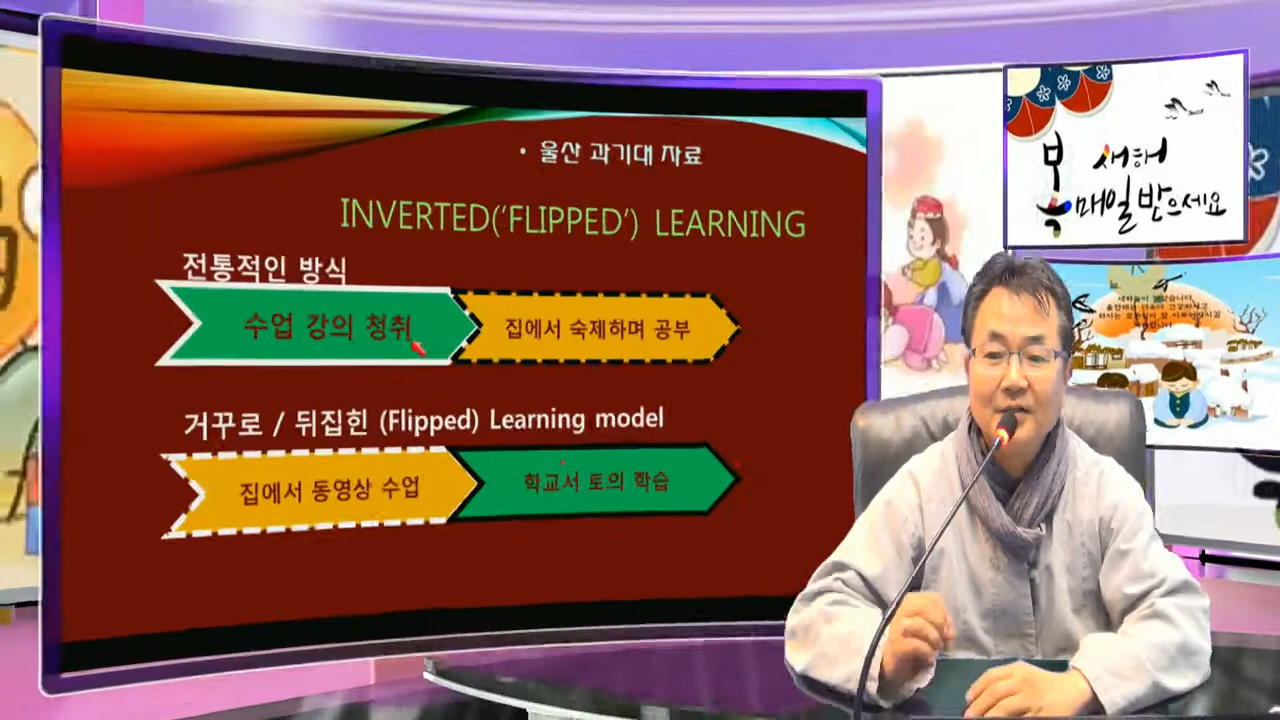 • 울산 과기대 자료
INVERTED('FLIPPED') LEARNING
전통적인 방식
수업 강의 청취
집에서 숙제하며 공부
거꾸로 / 뒤집힌 (Flipped) Learning model
집에서 동영상 수업
학교서 토의 학습
새해
복
매일 받으세요